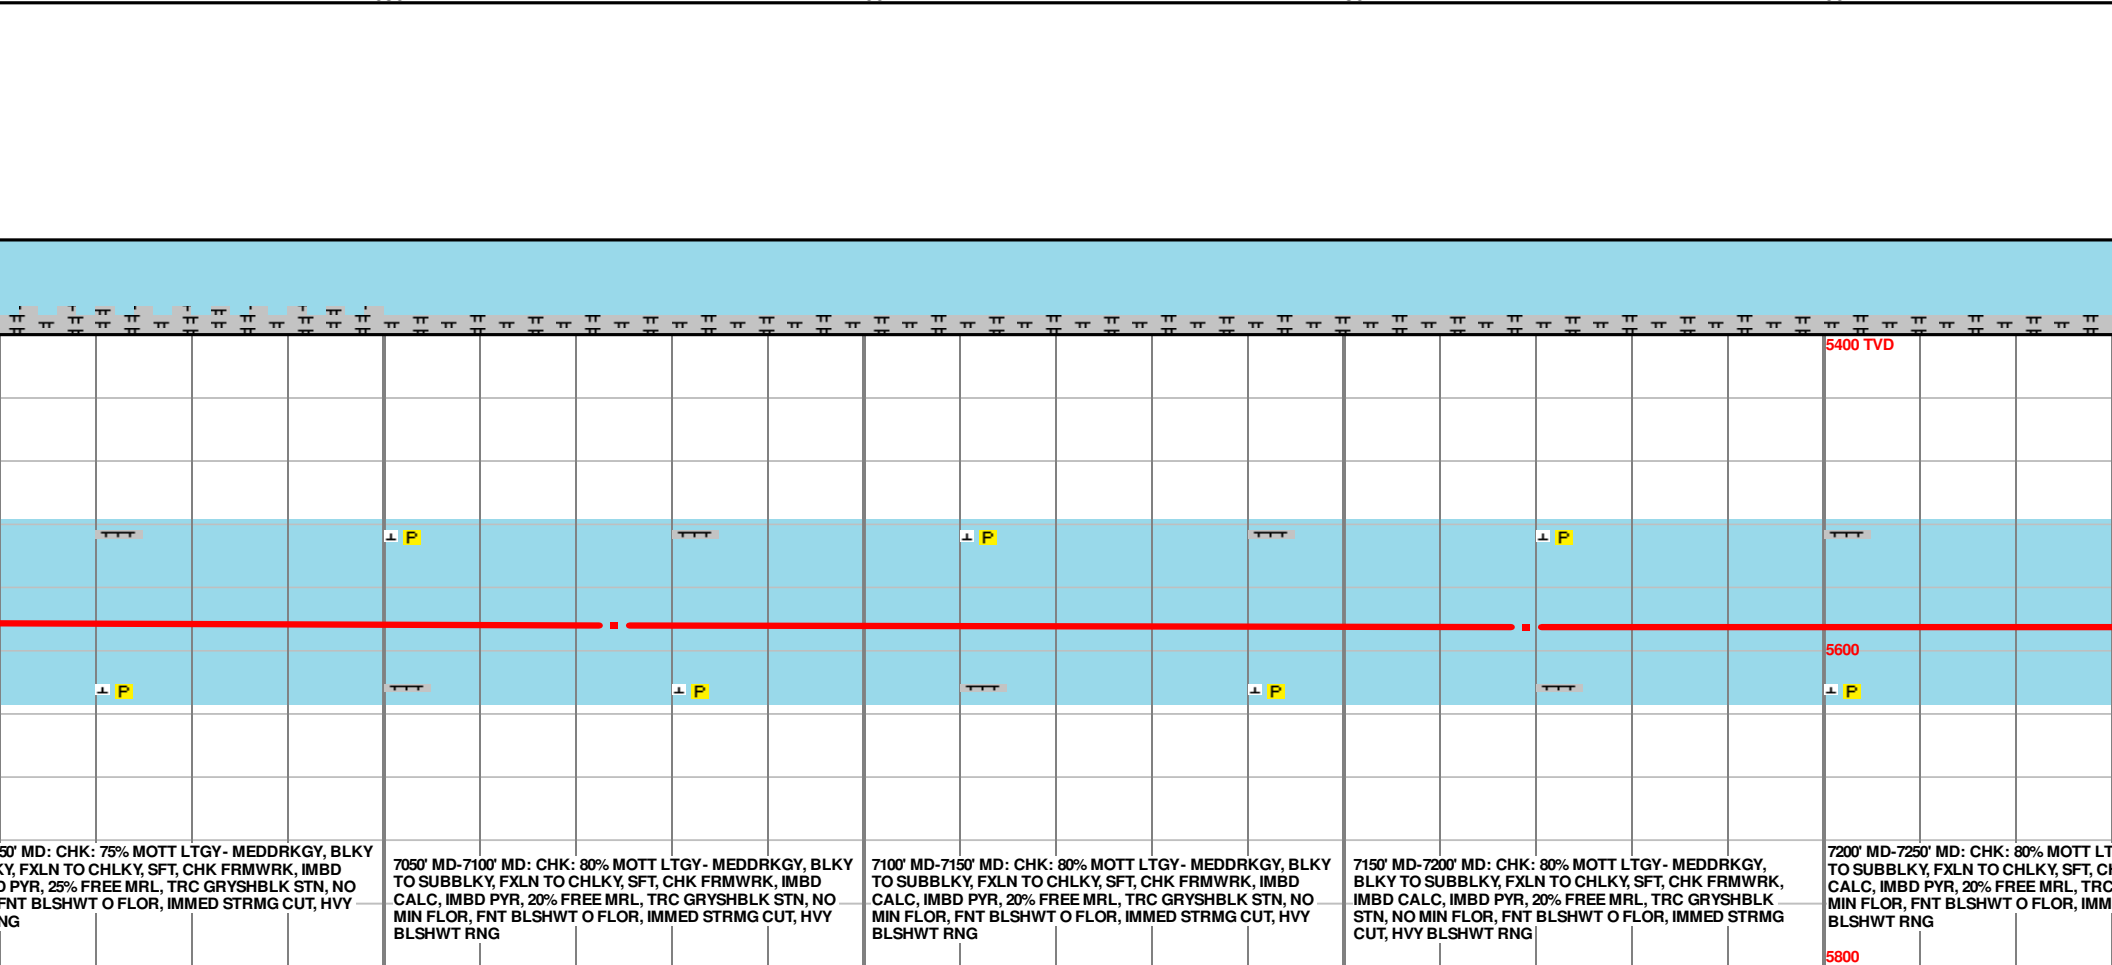 5400 TVD
P
P
P
5600
P
P
P
P
50' MD: CHK: 75% MOTT LTGY- MEDDRKGY, BLKY
KY, FXLN TO CHLKY, SFT, CHK FRMWRK, IMBD
PYR, 25% FREE MRL, TRC GRYSHBLK STN, NO
FNT BLSHWT O FLOR, IMMED STRMG CUT, HVY
NG
7050' MD-7100' MD: CHK: 80% MOTT LTGY- MEDDRKGY, BLKY
TO SUBBLKY, FXLN TO CHLKY, SFT, CHK FRMWRK, IMBD
CALC, IMBD PYR, 20% FREE MRL, TRC GRYSHBLK STN, NO
MIN FLOR, FNT BLSHWT O FLOR, IMMED STRMG CUT, HVY
BLSHWT RNG
7100' MD-7150' MD: CHK: 80% MOTT LTGY- MEDDRKGY, BLKY
TO SUBBLKY, FXLN TO CHLKY, SFT, CHK FRMWRK, IMBD
CALC, IMBD PYR, 20% FREE MRL, TRC GRYSHBLK STN, NO
MIN FLOR, FNT BLSHWT O FLOR, IMMED STRMG CUT, HVY
BLSHWT RNG
7150' MD-7200' MD: CHK: 80% MOTT LTGY- MEDDRKGY,
BLKY TO SUBBLKY, FXLN TO CHLKY, SFT, CHK FRMWRK,
IMBD CALC, IMBD PYR, 20% FREE MRL, TRC GRYSHBLK
STN, NO MIN FLOR, FNT BLSHWT O FLOR, IMMED STRMG
CUT, HVY BLSHWT RNG
7200' MD-7250' MD: CHK: 80% MOTT LT
TO SUBBLKY, FXLN TO CHLKY, SFT, CH
CALC, IMBD PYR, 20% FREE MRL, TRC
MIN FLOR, FNT BLSHWT O FLOR, IMM
BLSHWT RNG
5800